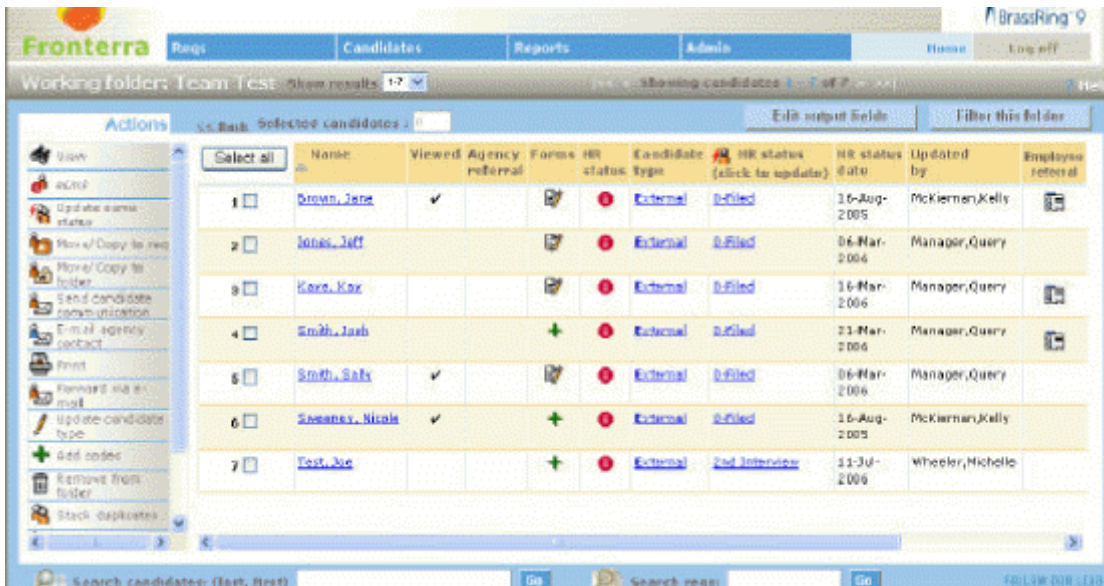 BrassRing 9
Fronterra Reqs Candidates Reports Admin Home Log off
Working folder: Team Test Show results 1-7 Showing candidates 1 - 7 of 7
Actions << Back Selected candidates : 0 Edit output fields Filter this folder
Select all Name Viewed Agency referral Forms HR status Candidate type HR status (click to update) HR status date Updated by Employee referral
View
Update name status
Move/Copy to req
Move/Copy to folder
Send candidate communication
E-mail agency contact
Print
Forward via e-mail
Update candidate type
Add codes
Remove from folder
Stack duplicates
1 Brown, Jane External 0-Filed 16-Aug-2005 McKiernan,Kelly
2 Jones, Jeff External 0-Filed 06-Mar-2006 Manager,Query
3 Kaye, Kay External 0-Filed 16-Mar-2006 Manager,Query
4 Smith, Josh External 0-Filed 21-Mar-2006 Manager,Query
5 Smith, Sally External 0-Filed 06-Mar-2006 Manager,Query
6 Sweeney, Nicole External 0-Filed 16-Aug-2005 McKiernan,Kelly
7 Test, Joe External 2nd Interview 11-Jul-2006 Wheeler,Michelle
Search candidates: (last, first) Go Search reqs: Go